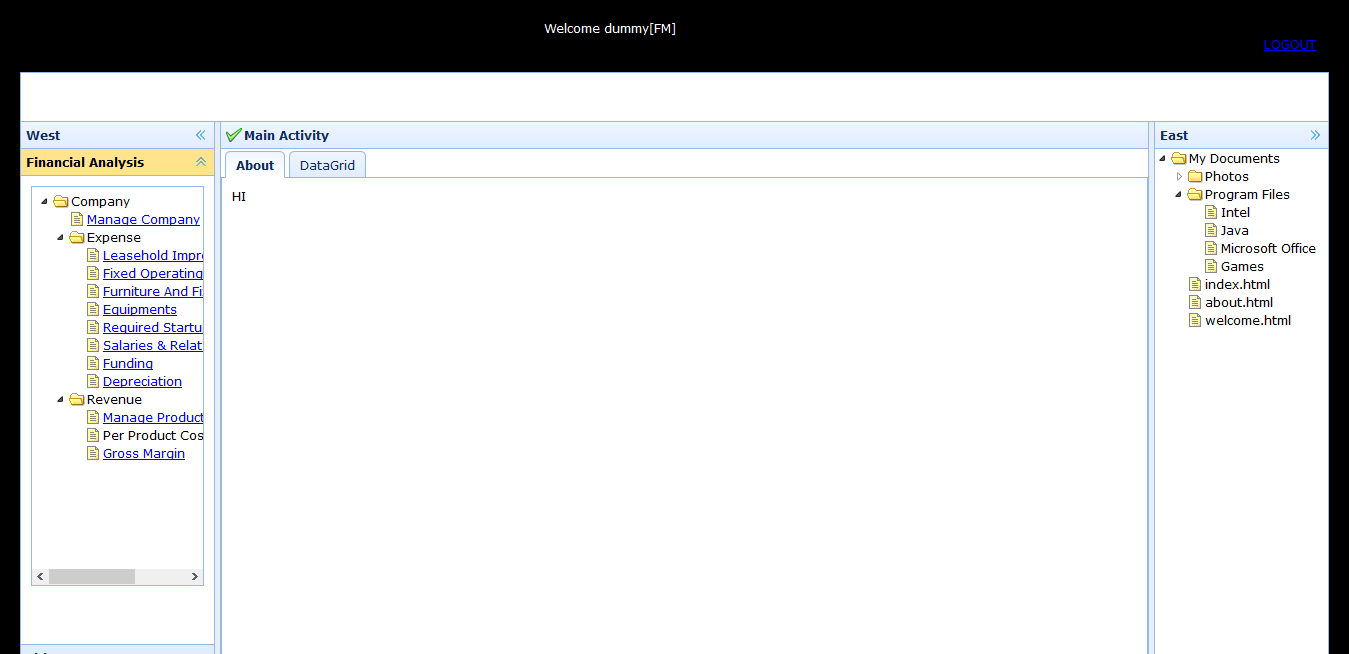 Welcome dummy[FM]
LOGOUT
West
Financial Analysis
Company
Manage Company
Expense
Leasehold Impr
Fixed Operating
Furniture And Fi
Equipments
Required Startu
Salaries & Relat
Funding
Depreciation
Revenue
Manage Product
Per Product Cos
Gross Margin
Main Activity
About DataGrid
HI
East
My Documents
Photos
Program Files
Intel
Java
Microsoft Office
Games
index.html
about.html
welcome.html